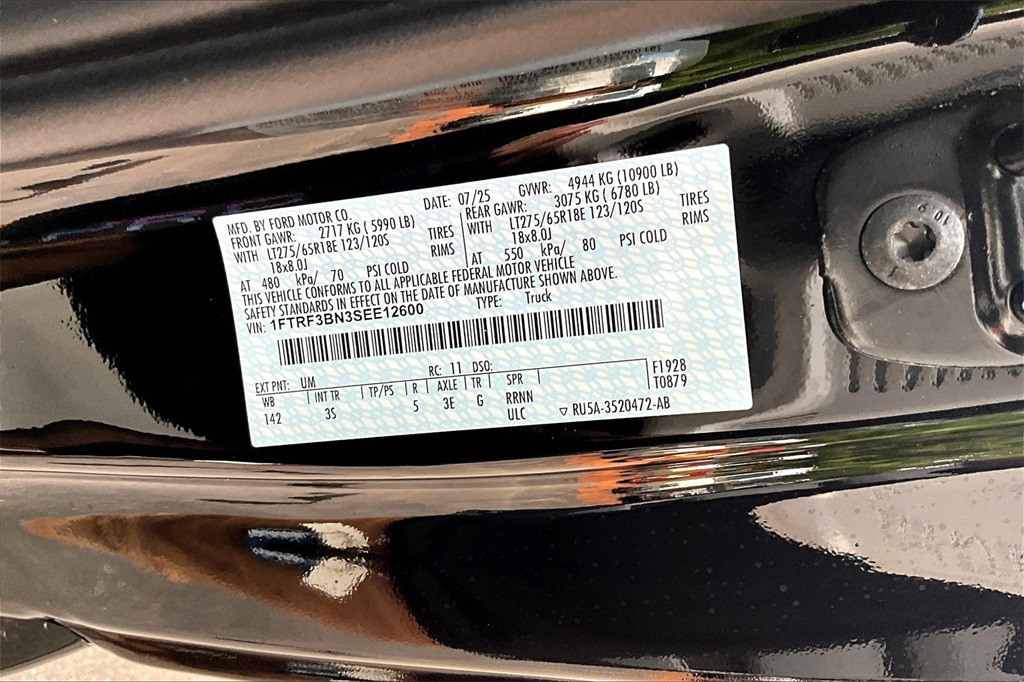 MFD. BY FORD MOTOR CO. DATE: 07/25 GVWR: 4944 KG (10900 LB)
FRONT GAWR: 2717 KG (5990 LB) REAR GAWR: 3075 KG (6780 LB)
WITH LT275/65R18E 123/120S TIRES WITH LT275/65R18E 123/120S TIRES
18x8.0J RIMS 18x8.0J RIMS
AT 480 kPa/ 70 PSI COLD AT 550 kPa/ 80 PSI COLD
THIS VEHICLE CONFORMS TO ALL APPLICABLE FEDERAL MOTOR VEHICLE
SAFETY STANDARDS IN EFFECT ON THE DATE OF MANUFACTURE SHOWN ABOVE.
VIN: 1FTRF3BN3SEE12600 TYPE: Truck
EXT PNT: UM RC: 11 DSO: F1928
WB INT TR TP/PS R AXLE TR SPR T0879
142 3S 5 3E G RRNN
ULC ▽ RU5A-3520472-AB
10.9